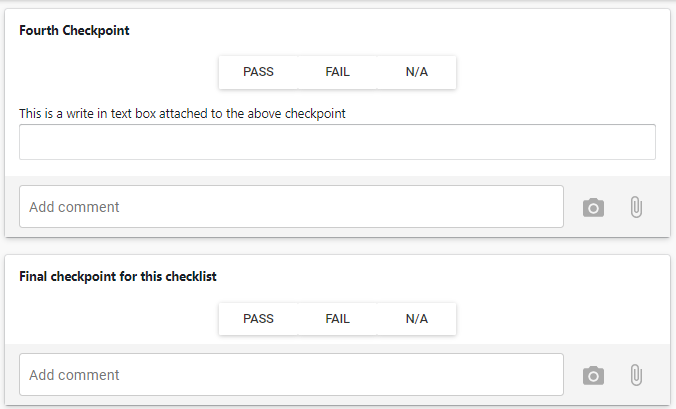 Fourth Checkpoint
PASS FAIL N/A
This is a write in text box attached to the above checkpoint
Add comment
Final checkpoint for this checklist
PASS FAIL N/A
Add comment